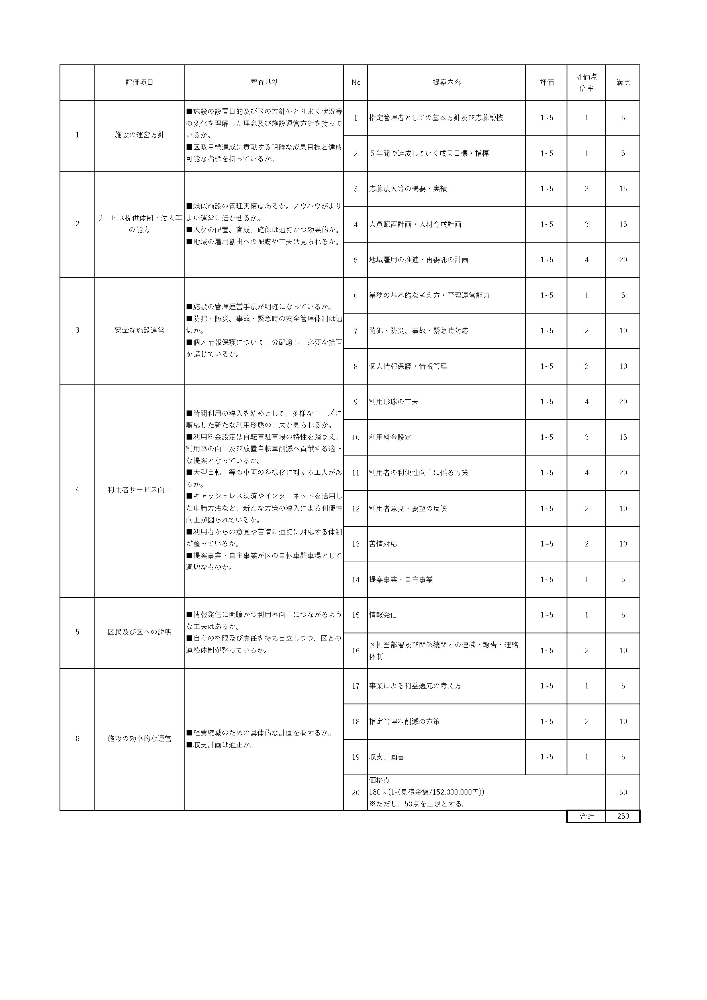 評価項目 審査基準 No 提案内容 評価 評価点倍率 満点
1 施設の運営方針
■施設の設置目的及び区の方針やとりまく状況等
の変化を理解した理念及び施設運営方針を持って
いるか。
■区政目標達成に貢献する明確な成果目標と達成
可能な指標を持っているか。
1 指定管理者としての基本方針及び応募動機 1~5 1 5
2 5年間で達成していく成果目標・指標 1~5 1 5
2 サービス提供体制・法人等
の能力
■類似施設の管理実績はあるか。ノウハウがより
よい運営に活かせるか。
■人材の配置、育成、確保は適切かつ効果的か。
■地域の雇用創出への配慮や工夫は見られるか。
3 応募法人等の概要・実績 1~5 3 15
4 人員配置計画・人材育成計画 1~5 3 15
5 地域雇用の推進・再委託の計画 1~5 4 20
3 安全な施設運営
■施設の管理運営手法が明確になっているか。
■防犯・防災、事故・緊急時の安全管理体制は適
切か。
■個人情報保護について十分配慮し、必要な措置
を講じているか。
6 業務の基本的な考え方・管理運営能力 1~5 1 5
7 防犯・防災、事故・緊急時対応 1~5 2 10
8 個人情報保護・情報管理 1~5 2 10
4 利用者サービス向上
■時間利用の導入を始めとして、多様なニーズに
順応した新たな利用形態の工夫が見られるか。
■利用料金設定は自転車駐車場の特性を踏まえ、
利用率の向上及び放置自転車削減へ貢献する適正
な提案となっているか。
■大型自転車等の車両の多様化に対する工夫があ
るか。
■キャッシュレス決済やインターネットを活用し
た申請方法など、新たな方策の導入による利便性
向上が図られているか。
■利用者からの意見や苦情に適切に対応する体制
が整っているか。
■提案事業・自主事業が区の自転車駐車場として
適切なものか。
9 利用形態の工夫 1~5 4 20
10 利用料金設定 1~5 3 15
11 利用者の利便性向上に係る方策 1~5 4 20
12 利用者意見・要望の反映 1~5 2 10
13 苦情対応 1~5 2 10
14 提案事業・自主事業 1~5 1 5
5 区民及び区への説明
■情報発信に明瞭かつ利用率向上につながるよう
な工夫はあるか。
■自らの権限及び責任を持ち自立しつつ、区との
連絡体制が整っているか。
15 情報発信 1~5 1 5
16 区担当部署及び関係機関との連携・報告・連絡
体制 1~5 2 10
6 施設の効率的な運営
■経費縮減のための具体的な計画を有するか。
■収支計画は適正か。
17 事業による利益還元の考え方 1~5 1 5
18 指定管理料削減の方策 1~5 2 10
19 収支計画書 1~5 1 5
20 価格点
180×(1-(見積金額/152,000,000円))
※ただし、50点を上限とする。 50
合計 250